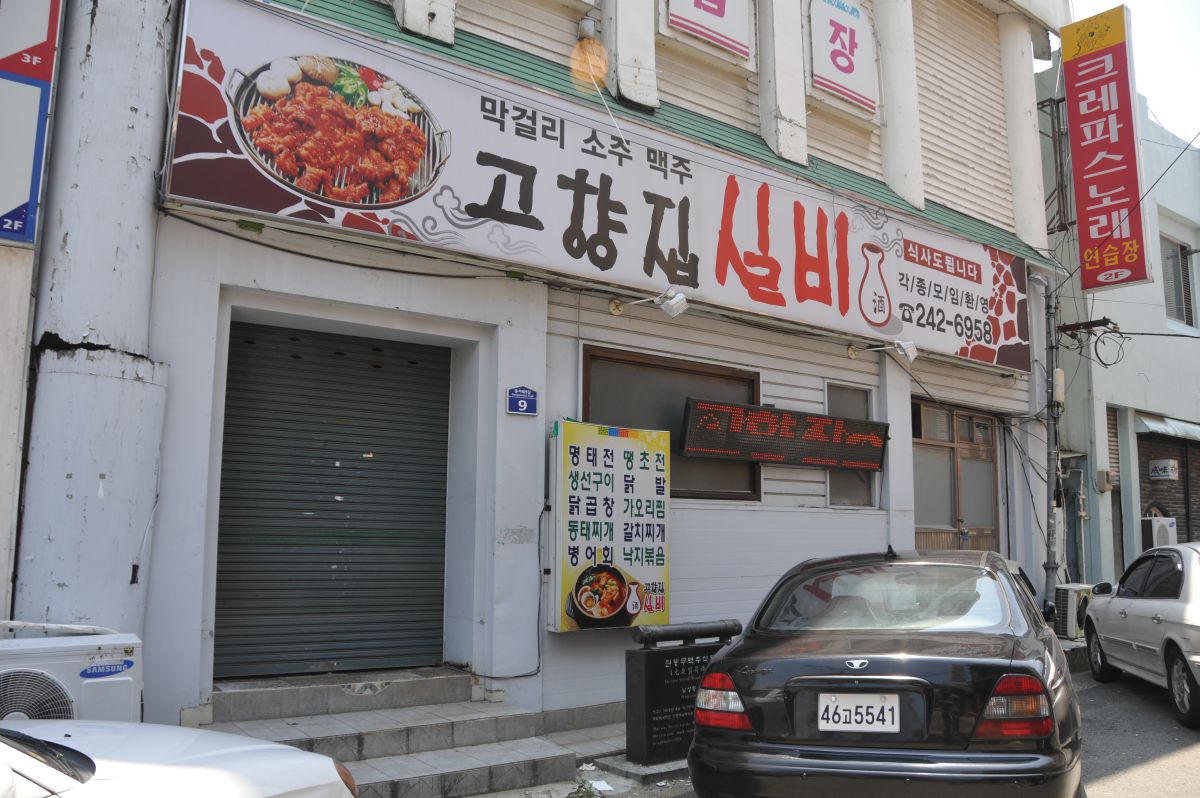 3F
2F
장
크레파스노래
연습장
2F
막걸리 소주 맥주
고향집 실비
酒
식사도됩니다
각/종/모/임/환/영
☎242-6958
9
명태전 땡초전
생선구이 닭발
닭곱창 가오리찜
동태찌개 갈치찌개
병어회 낙지볶음
고향집
실비
酒
SAMSUNG
46고5541